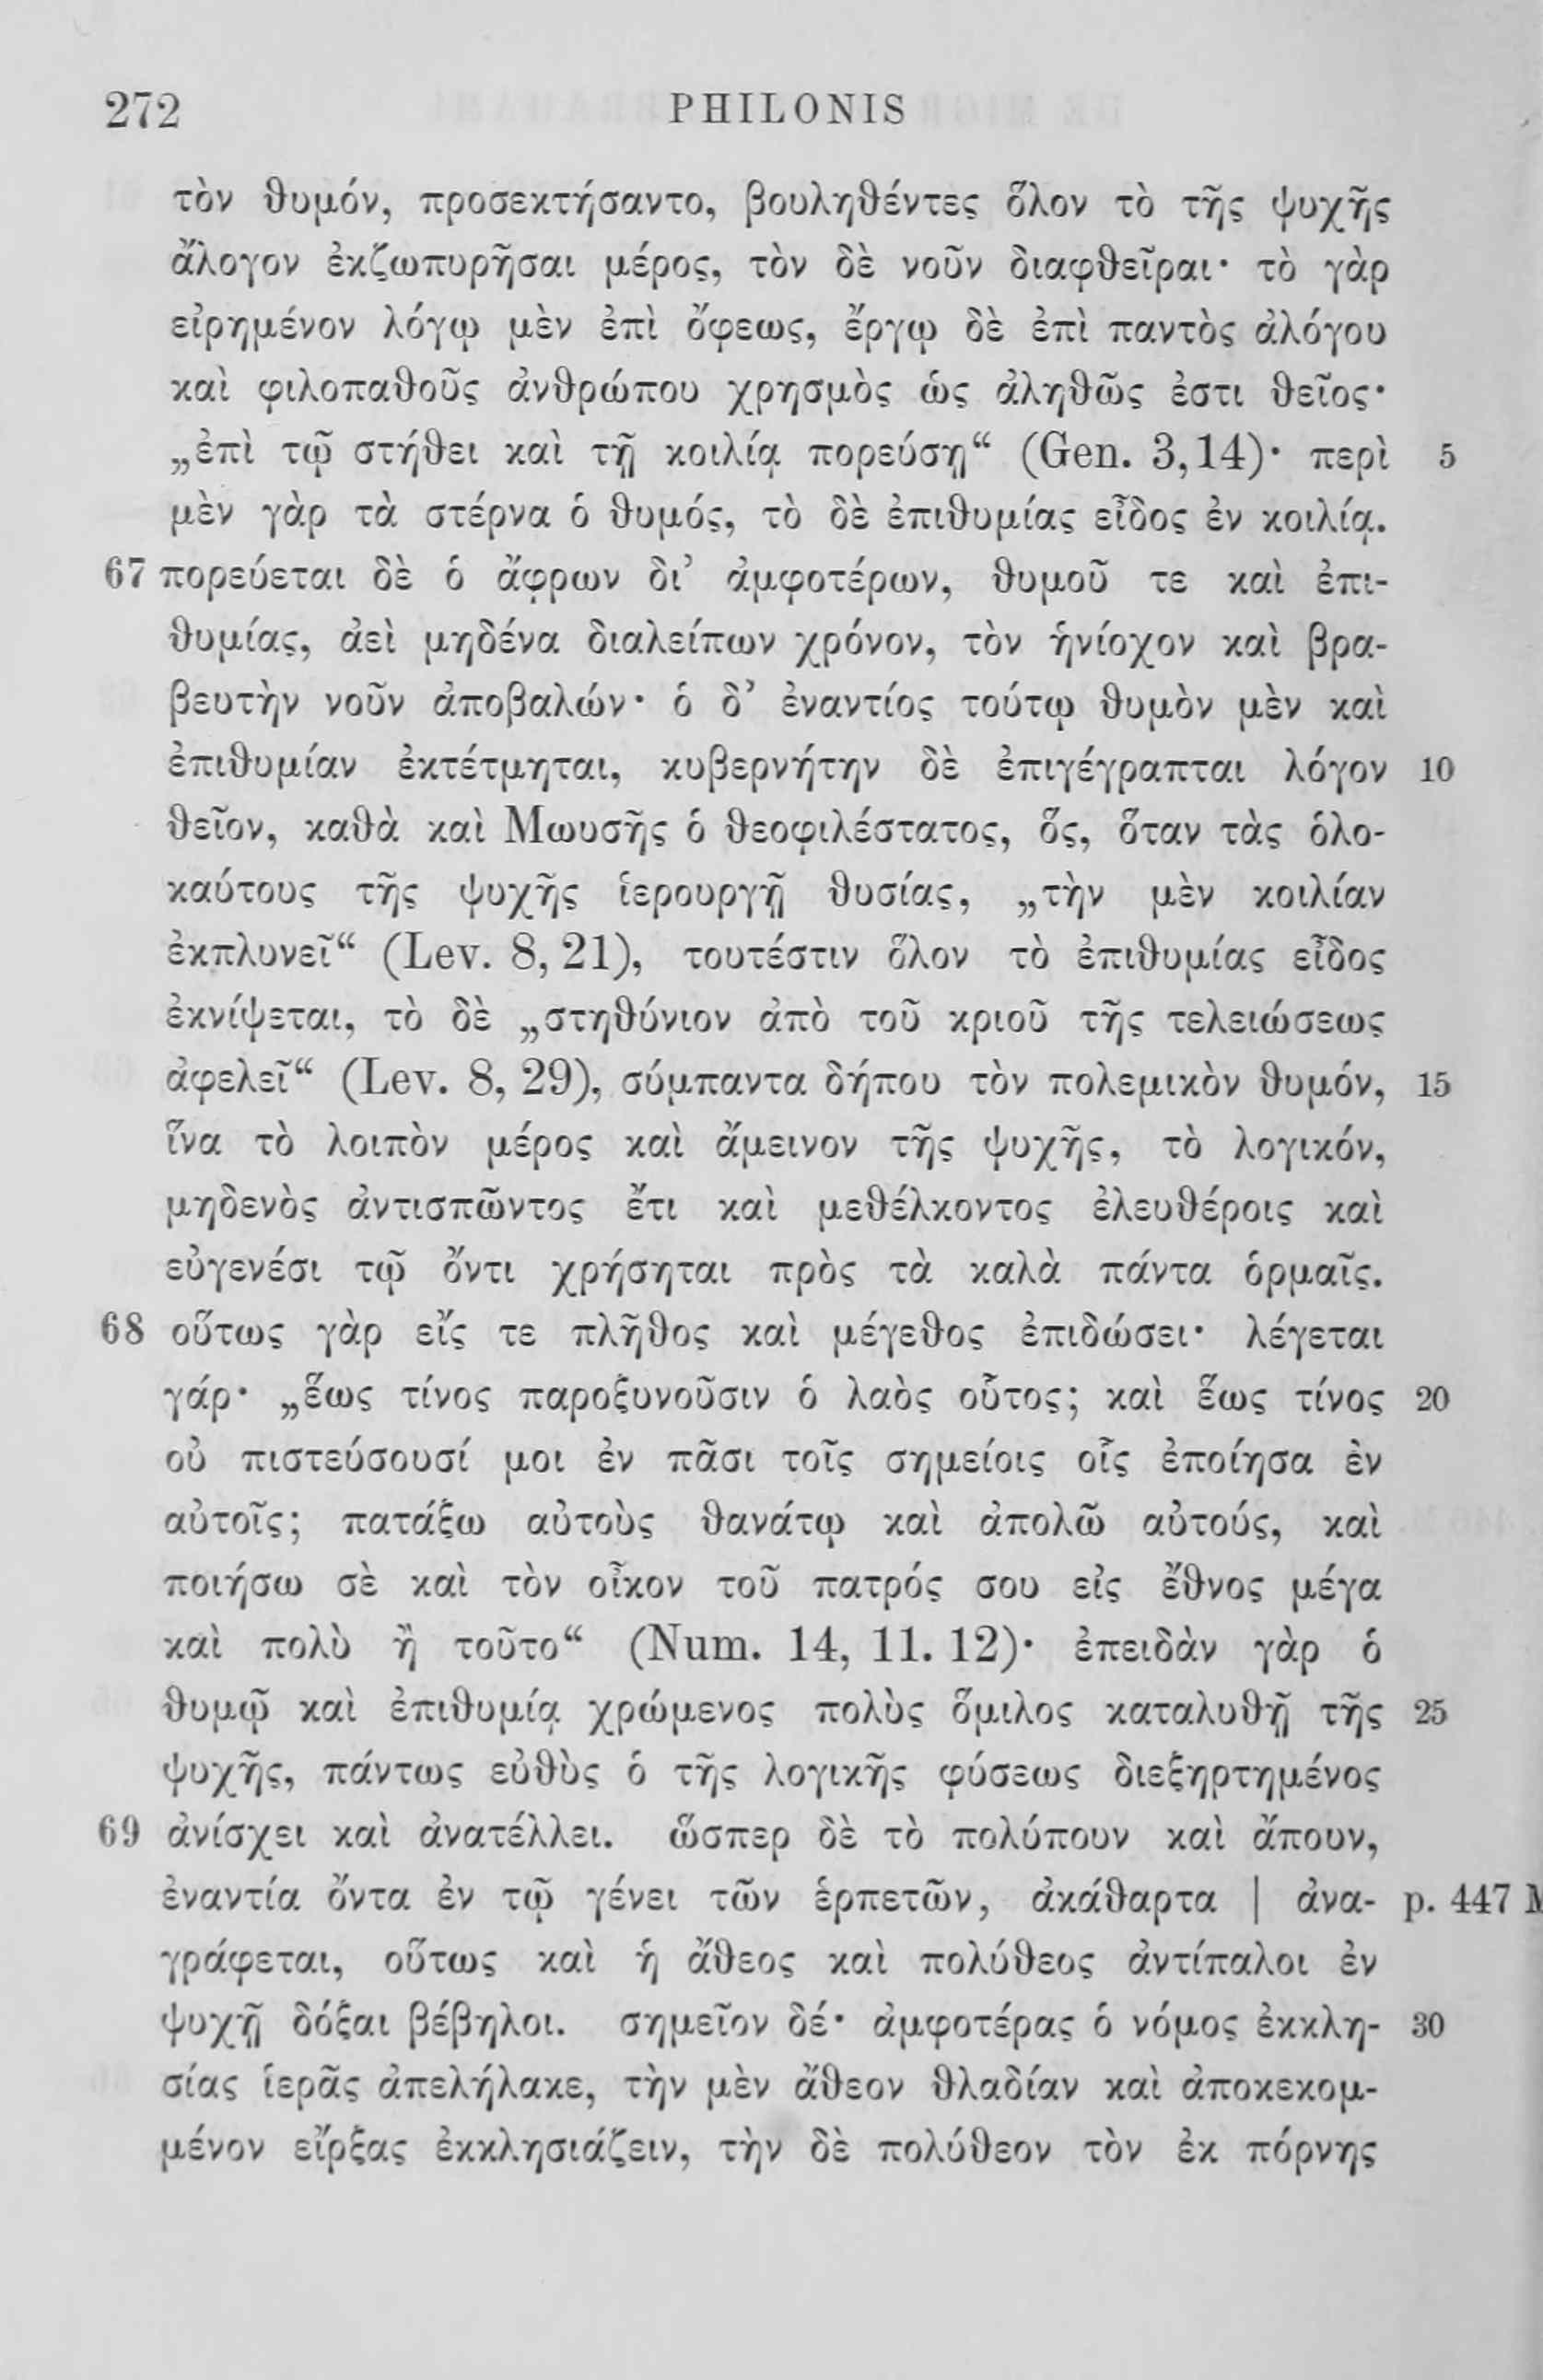 272 PHILONIS
τὸν θυμόν, προσεκτήσαντο, βουληθέντες ὅλον τὸ τῆς ψυχῆς
ἄλογον ἐκζωπυρῆσαι μέρος, τὸν δὲ νοῦν διαφθεῖραι· τὸ γὰρ
εἰρημένον λόγῳ μὲν ἐπὶ ὄφεως, ἔργῳ δὲ ἐπὶ παντὸς ἀλόγου
καὶ φιλοπαθοῦς ἀνθρώπου χρησμὸς ὡς ἀληθῶς ἐστι θεῖος·
„ἐπὶ τῷ στήθει καὶ τῇ κοιλίᾳ πορεύσῃ“ (Gen. 3,14)· περὶ 5
μὲν γὰρ τὰ στέρνα ὁ θυμός, τὸ δὲ ἐπιθυμίας εἶδος ἐν κοιλίᾳ.
67 πορεύεται δὲ ὁ ἄφρων δι’ ἀμφοτέρων, θυμοῦ τε καὶ ἐπι-
θυμίας, ἀεὶ μηδένα διαλείπων χρόνον, τὸν ἡνίοχον καὶ βρα-
βευτὴν νοῦν ἀποβαλών· ὁ δ’ ἐναντίος τούτῳ θυμὸν μὲν καὶ
ἐπιθυμίαν ἐκτέτμηται, κυβερνήτην δὲ ἐπιγέγραπται λόγον 10
θεῖον, καθὰ καὶ Μωυσῆς ὁ θεοφιλέστατος, ὅς, ὅταν τὰς ὁλο-
καύτους τῆς ψυχῆς ἱερουργῇ θυσίας, „τὴν μὲν κοιλίαν
ἐκπλυνεῖ“ (Lev. 8, 21), τουτέστιν ὅλον τὸ ἐπιθυμίας εἶδος
ἐκνίψεται, τὸ δὲ „στηθύνιον ἀπὸ τοῦ κριοῦ τῆς τελειώσεως
ἀφελεῖ“ (Lev. 8, 29), σύμπαντα δήπου τὸν πολεμικὸν θυμόν, 15
ἵνα τὸ λοιπὸν μέρος καὶ ἄμεινον τῆς ψυχῆς, τὸ λογικόν,
μηδενὸς ἀντισπῶντος ἔτι καὶ μεθέλκοντος ἐλευθέροις καὶ
εὐγενέσι τῷ ὄντι χρήσηται πρὸς τὰ καλὰ πάντα ὁρμαῖς.
68 οὕτως γὰρ εἴς τε πλῆθος καὶ μέγεθος ἐπιδώσει· λέγεται
γάρ· „ἕως τίνος παροξυνοῦσιν ὁ λαὸς οὗτος; καὶ ἕως τίνος 20
οὐ πιστεύσουσί μοι ἐν πᾶσι τοῖς σημείοις οἷς ἐποίησα ἐν
αὐτοῖς; πατάξω αὐτοὺς θανάτῳ καὶ ἀπολῶ αὐτούς, καὶ
ποιήσω σὲ καὶ τὸν οἶκον τοῦ πατρός σου εἰς ἔθνος μέγα
καὶ πολὺ ἢ τοῦτο“ (Num. 14, 11. 12)· ἐπειδὰν γὰρ ὁ
θυμῷ καὶ ἐπιθυμίᾳ χρώμενος πολὺς ὅμιλος καταλυθῇ τῆς 25
ψυχῆς, πάντως εὐθὺς ὁ τῆς λογικῆς φύσεως διεξηρτημένος
69 ἀνίσχει καὶ ἀνατέλλει. ὥσπερ δὲ τὸ πολύπουν καὶ ἄπουν,
ἐναντία ὄντα ἐν τῷ γένει τῶν ἑρπετῶν, ἀκάθαρτα | ἀνα- p. 447 M
γράφεται, οὕτως καὶ ἡ ἄθεος καὶ πολύθεος ἀντίπαλοι ἐν
ψυχῇ δόξαι βέβηλοι. σημεῖον δέ· ἀμφοτέρας ὁ νόμος ἐκκλη- 30
σίας ἱερᾶς ἀπελήλακε, τὴν μὲν ἄθεον θλαδίαν καὶ ἀποκεκομ-
μένον εἴρξας ἐκκλησιάζειν, τὴν δὲ πολύθεον τὸν ἐκ πόρνης